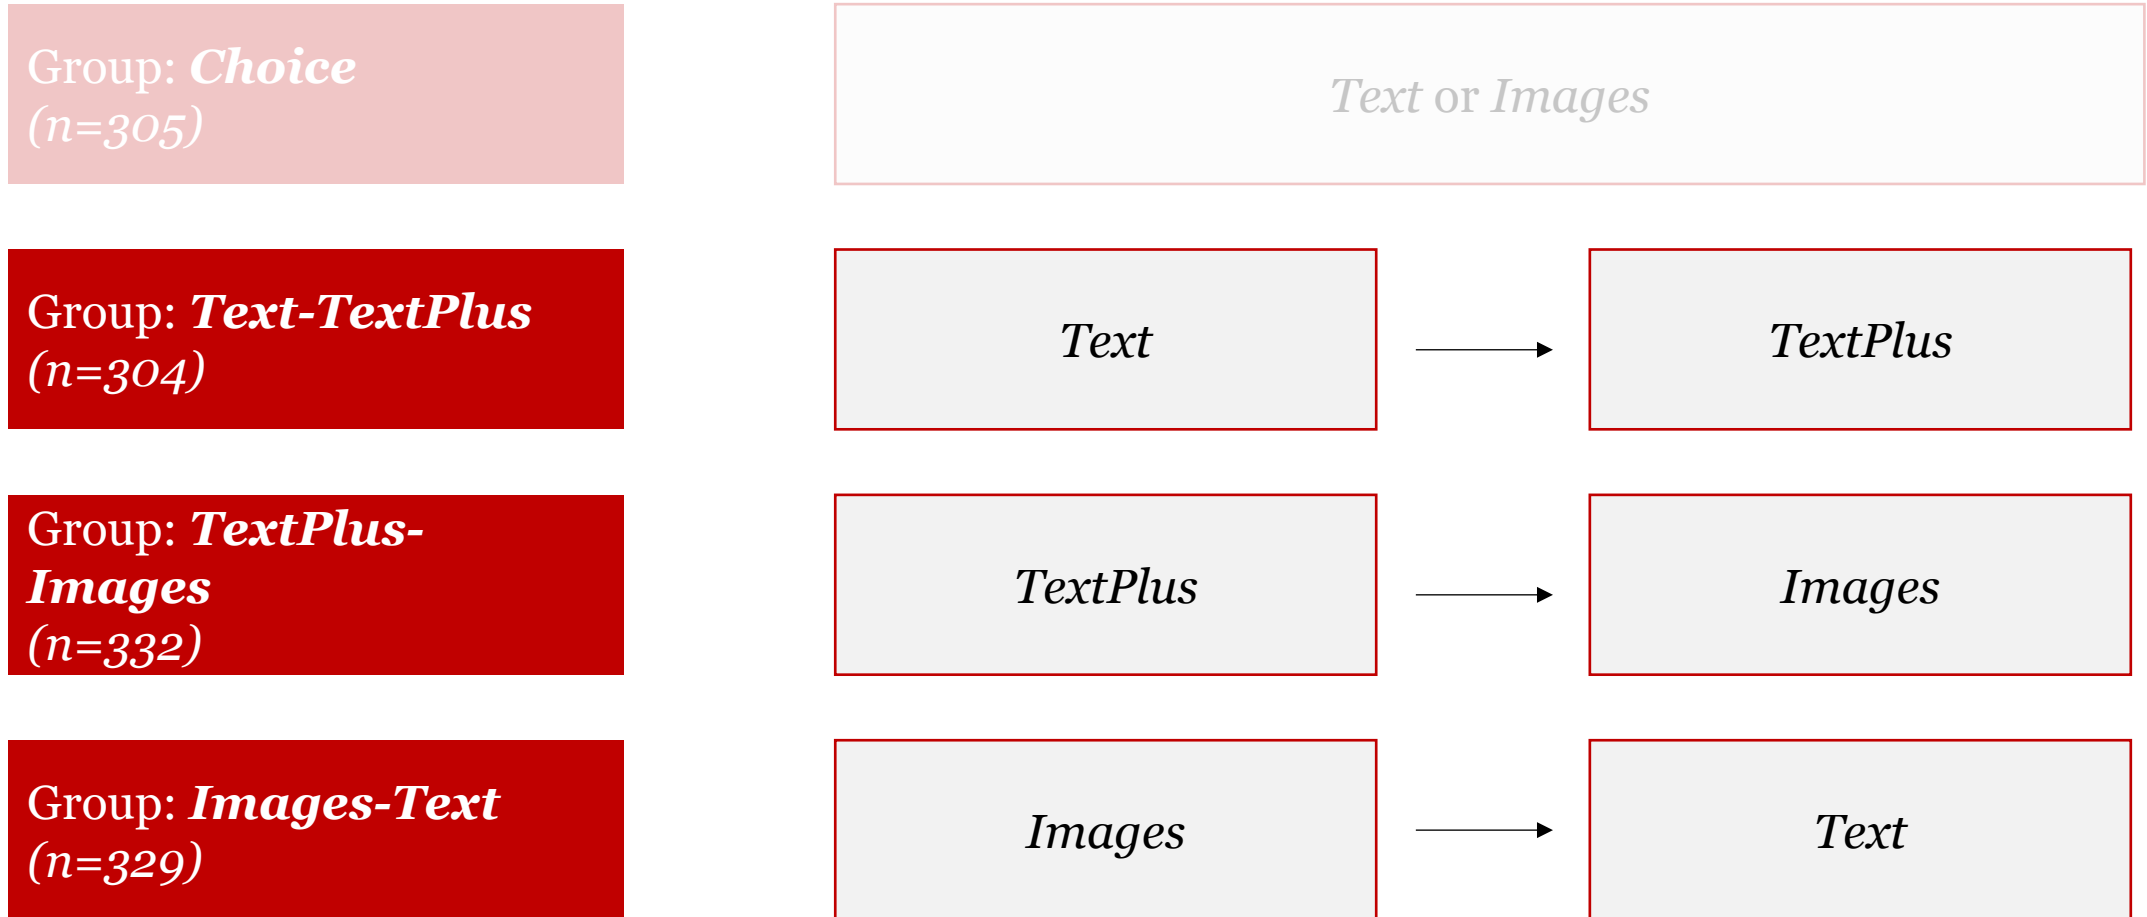 Group: Choice
(n=305)
Text or Images
Group: Text-TextPlus
(n=304)
Text
TextPlus
Group: TextPlus-
Images
(n=332)
TextPlus
Images
Group: Images-Text
(n=329)
Images
Text